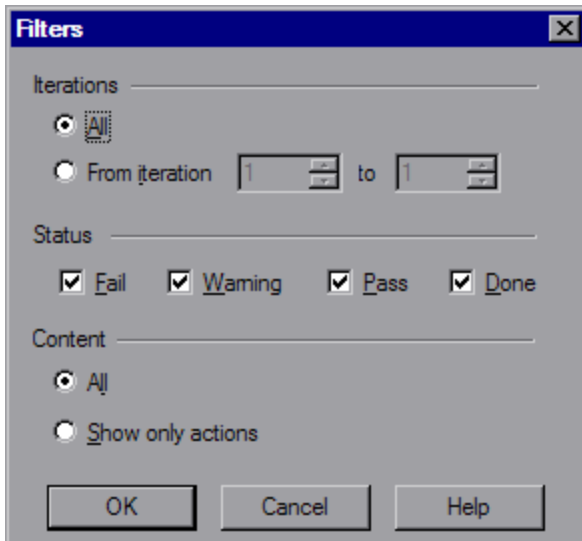 Filters
Iterations
All
From iteration 1 to 1
Status
Fail Warning Pass Done
Content
All
Show only actions
OK Cancel Help